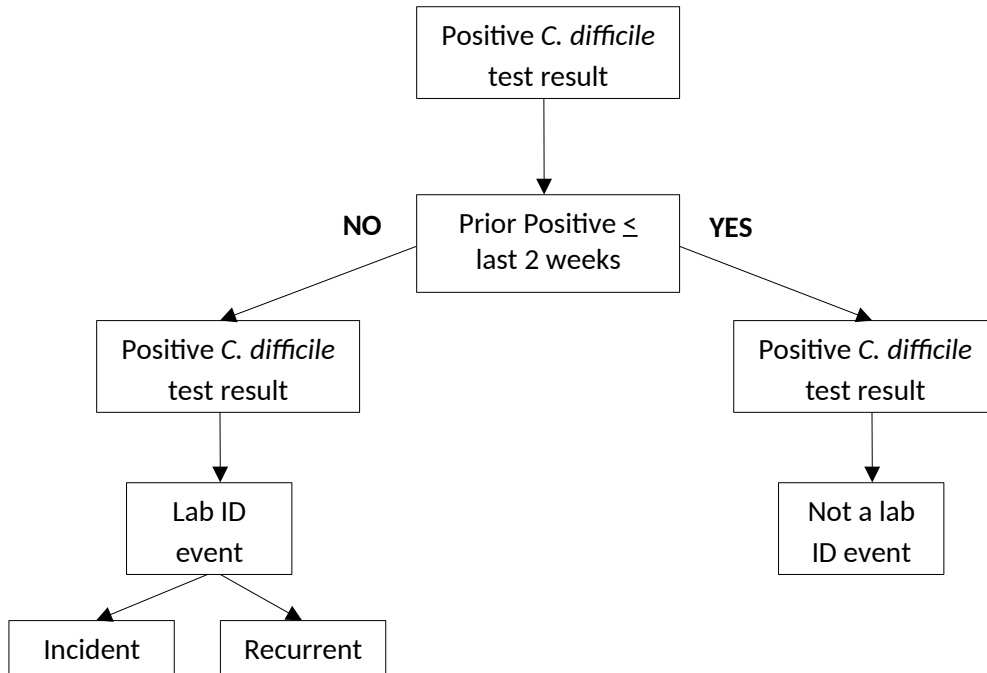 Positive C. difficile
test result
NO
Prior Positive ≤
last 2 weeks
YES
Positive C. difficile
test result
Positive C. difficile
test result
Lab ID
event
Not a lab
ID event
Incident
Recurrent